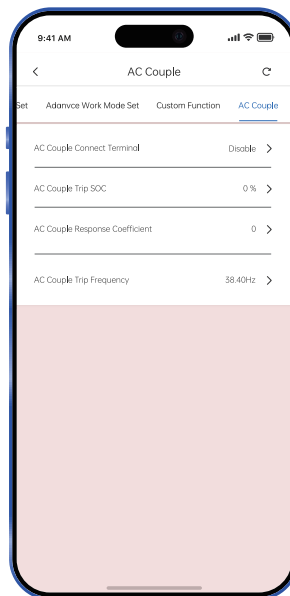 9:41 AM
AC Couple
Set Adanvce Work Mode Set Custom Function AC Couple
AC Couple Connect Terminal Disable
AC Couple Trip SOC 0 %
AC Couple Response Coefficient 0
AC Couple Trip Frequency 38.40Hz